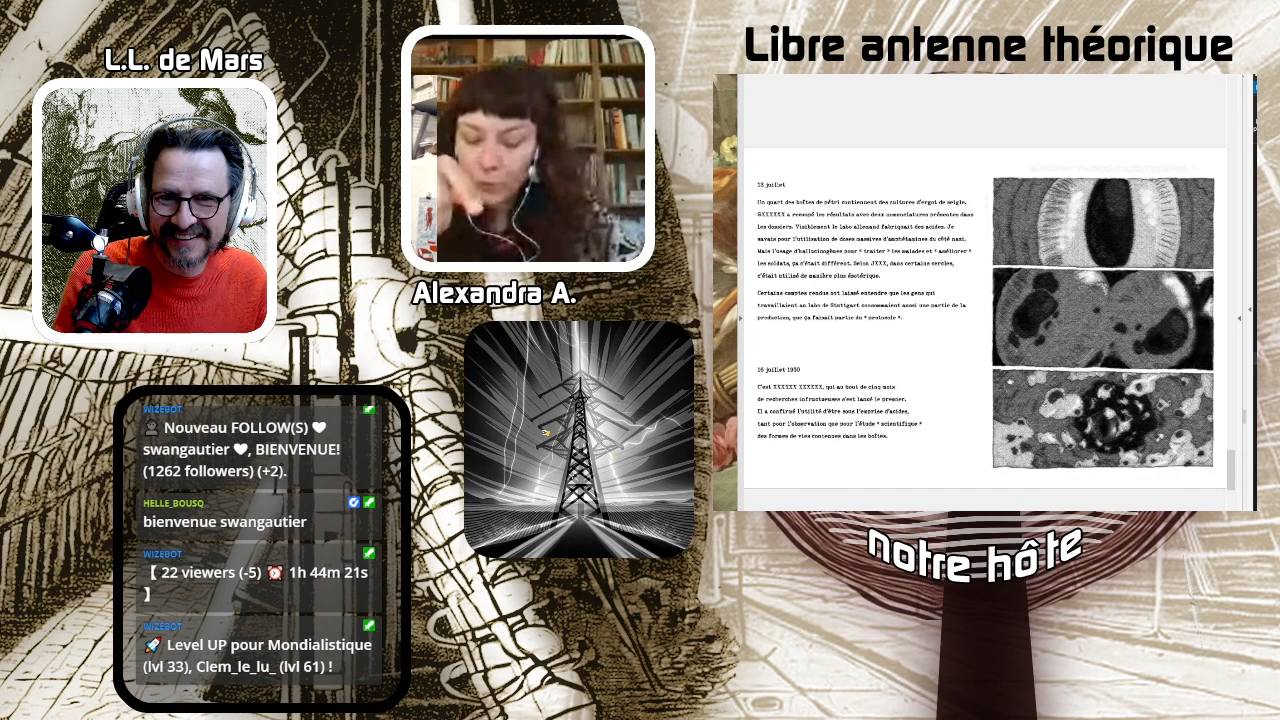 L.L. de Mars
Libre antenne théorique
Alexandra A.
WIZEBOT
Nouveau FOLLOW(S) ♥
swangautier ♥, BIENVENUE!
(1262 followers) (+2).
HELLE_BOUSQ
bienvenue swangautier
WIZEBOT
【 22 viewers (-5) ⏰ 1h 44m 21s
】
WIZEBOT
🚀 Level UP pour Mondialistique
(lvl 33), Clem_le_lu_ (lvl 61) !
13 juillet
Un quart des boîtes de pétri contiennent des cultures d'ergot de seigle.
GXXXXXX a recoupé les résultats avec deux nomenclatures présentes dans
les dossiers. Visiblement le labo allemand fabriquait des acides. Je
savais pour l'utilisation de doses massives d'amphétamines du côté nazi.
Mais l'usage d'hallucinogènes pour " traiter " les malades et " améliorer "
les soldats, ça c'était différent. Selon JXXX, dans certains cercles,
c'était utilisé de manière plus ésotérique.
Certains comptes rendus ont laissé entendre que les gens qui
travaillaient au labo de Stuttgart consommaient aussi une partie de la
production, que ça faisait partie du " protocole ".
16 juillet 1950
C'est XXXXXX XXXXXX, qui au bout de cinq mois
de recherches infructueuses s'est lancé le premier.
Il a confirmé l'utilité d'être sous l'emprise d'acides,
tant pour l'observation que pour l'étude " scientifique "
des formes de vies contenues dans les boîtes.
notre hôte